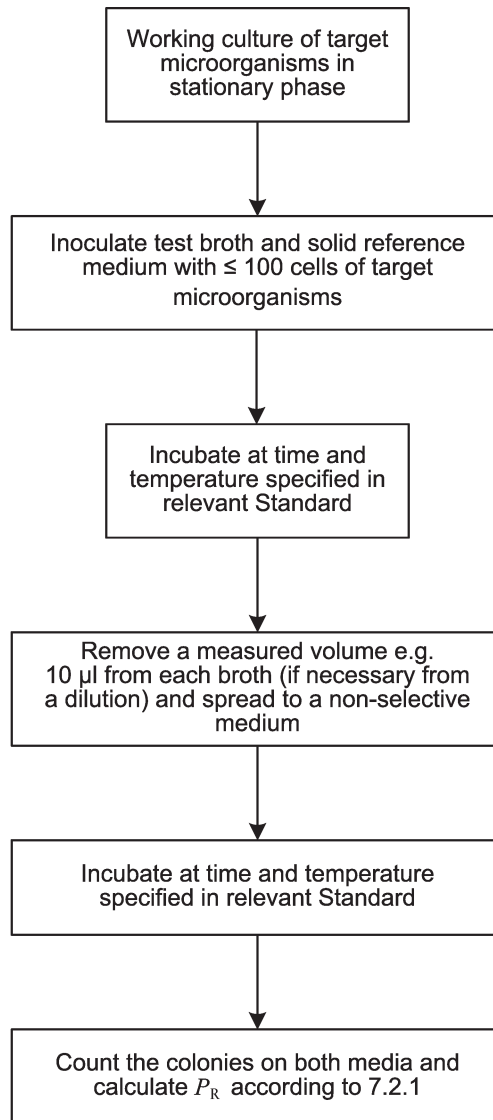 Working culture of target
microorganisms in
stationary phase
Inoculate test broth and solid reference
medium with ≤ 100 cells of target
microorganisms
Incubate at time and
temperature specified in
relevant Standard
Remove a measured volume e.g.
10 µl from each broth (if necessary from
a dilution) and spread to a non-selective
medium
Incubate at time and temperature
specified in relevant Standard
Count the colonies on both media and
calculate PR according to 7.2.1